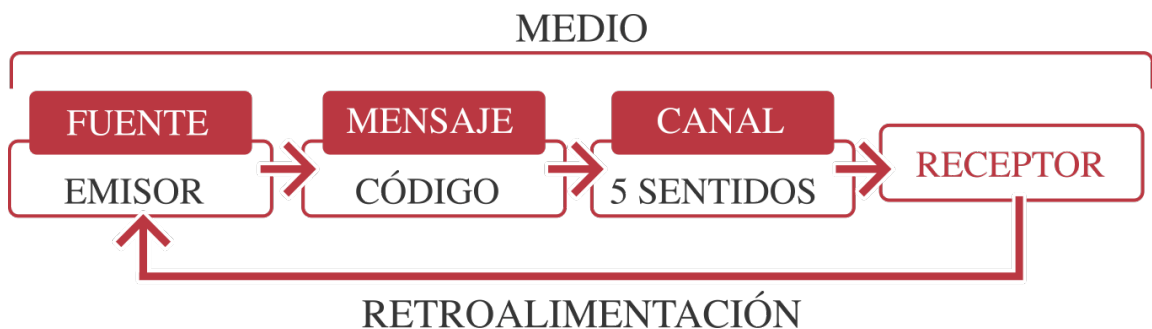 MEDIO
FUENTE
EMISOR
MENSAJE
CÓDIGO
CANAL
5 SENTIDOS
RECEPTOR
RETROALIMENTACIÓN